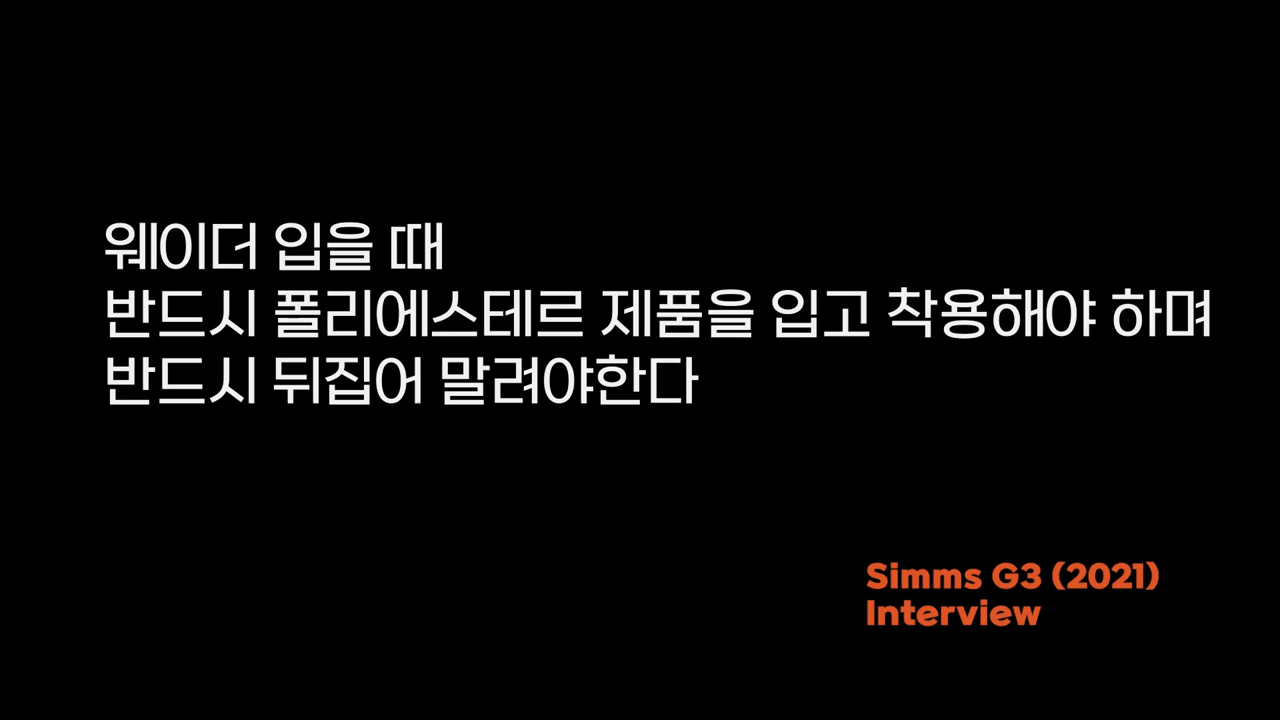 웨이더 입을 때
반드시 폴리에스테르 제품을 입고 착용해야 하며
반드시 뒤집어 말려야한다
Simms G3 (2021)
Interview